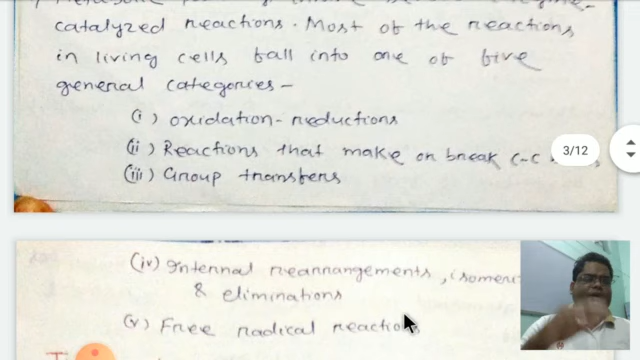 catalyzed reactions. Most of the reactions
in living cells fall into one of five
general categories-
(i) oxidation-reductions
(ii) Reactions that make or break C-C
3/12
(iii) Group transfers
(iv) Internal rearrangements,
& eliminations
(v) Free radical reactions